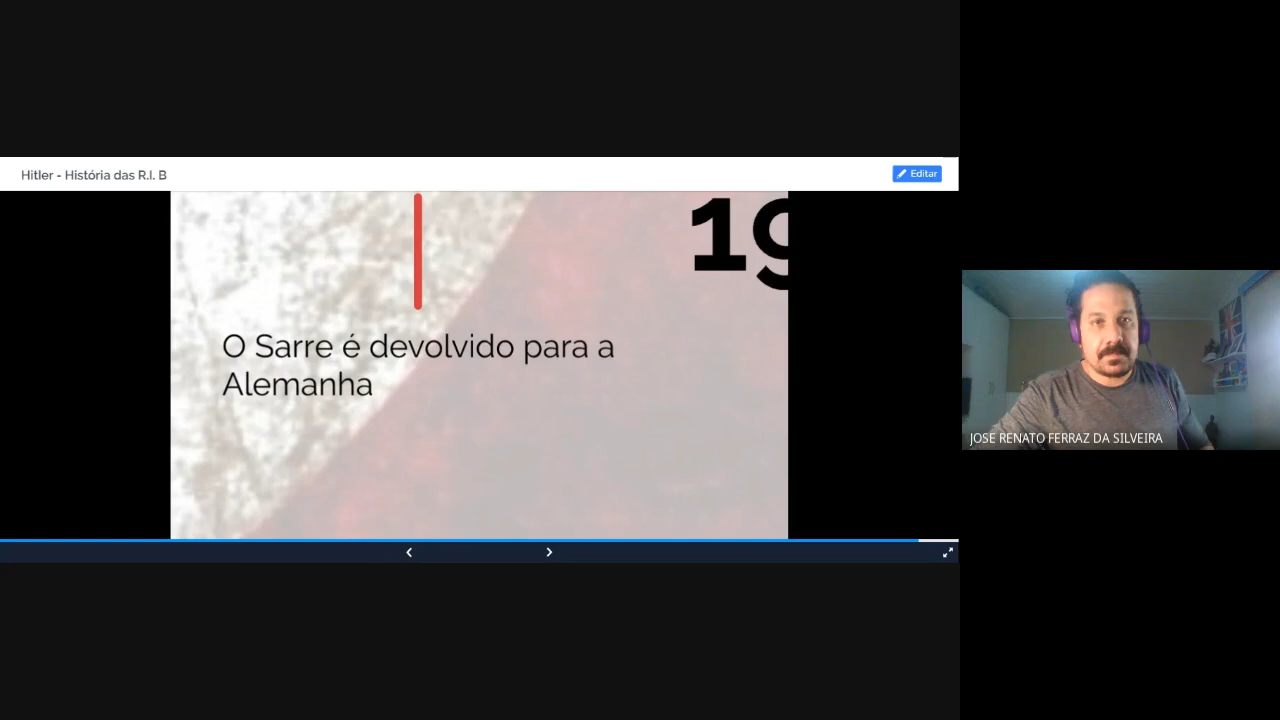 Hitler - História das R.I. B
Editar
19
O Sarre é devolvido para a
Alemanha
JOSE RENATO FERRAZ DA SILVEIRA